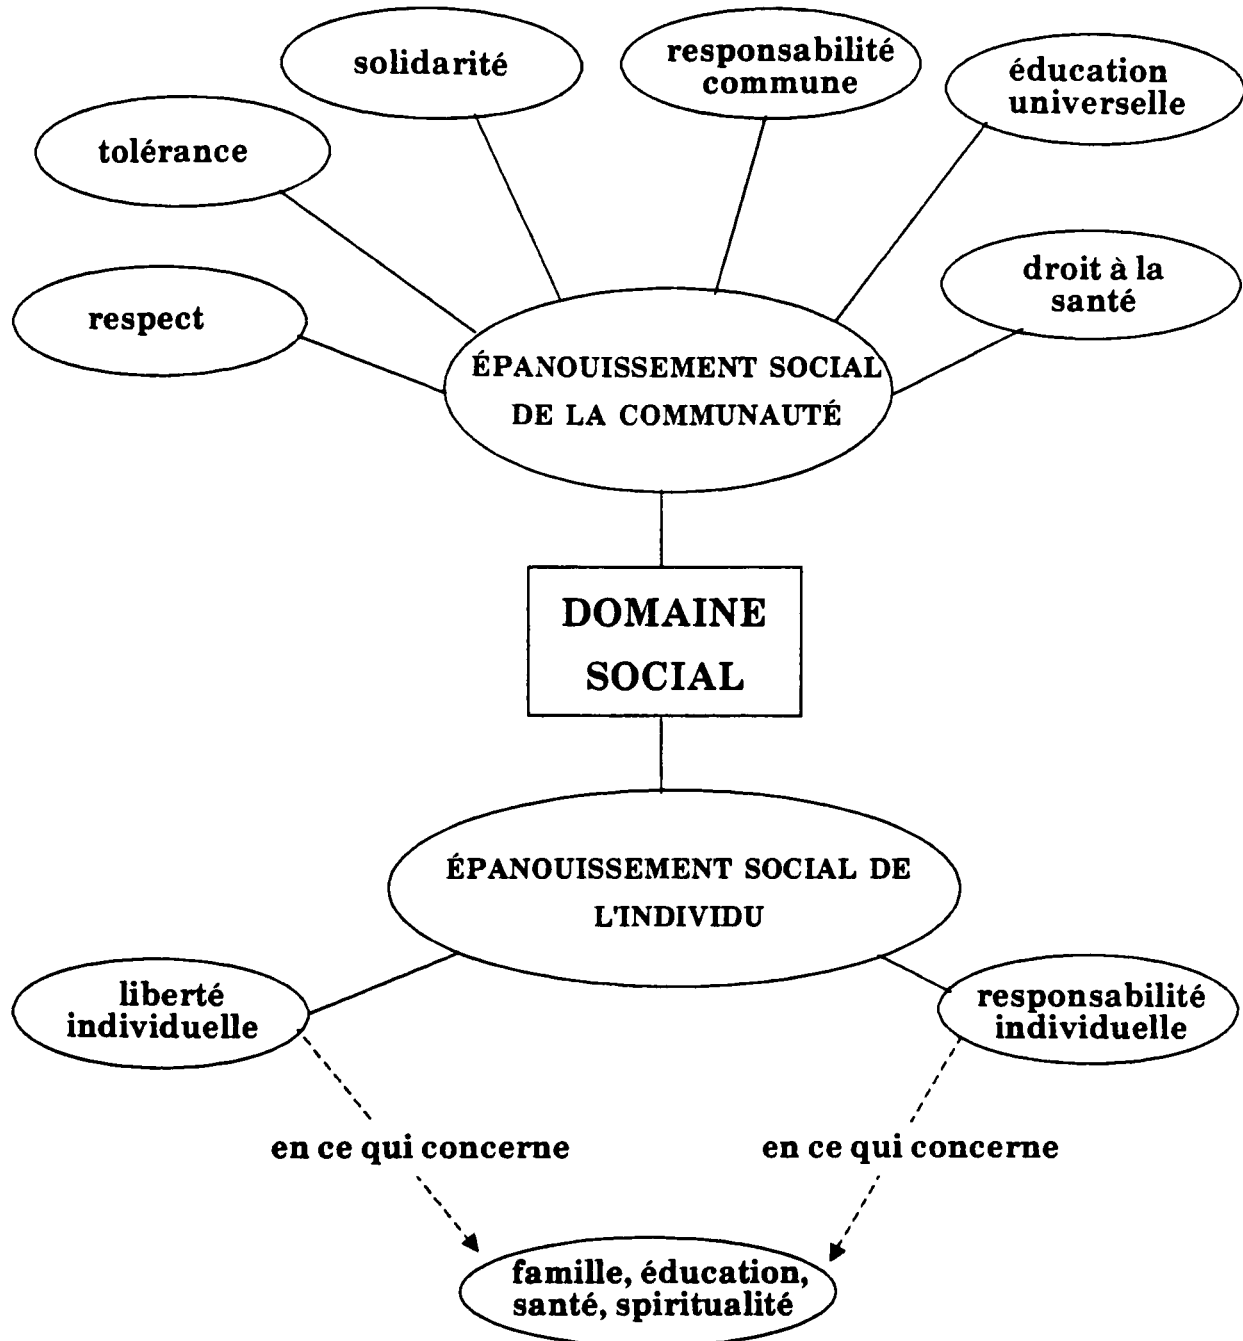 solidarité
responsabilité
commune
éducation
universelle
tolérance
respect
droit à la
santé
ÉPANOUISSEMENT SOCIAL
DE LA COMMUNAUTÉ
DOMAINE
SOCIAL
ÉPANOUISSEMENT SOCIAL DE
L'INDIVIDU
liberté
individuelle
responsabilité
individuelle
en ce qui concerne
en ce qui concerne
famille, éducation,
santé, spiritualité